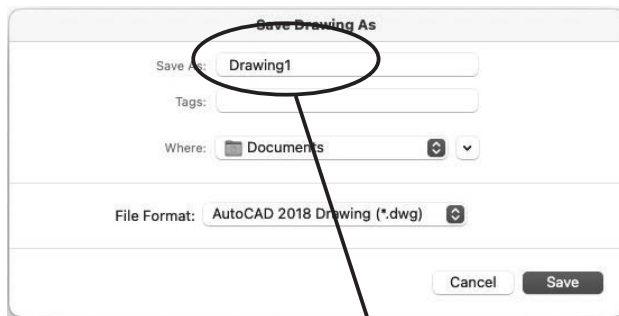 Save Drawing As
Save As: Drawing1
Tags:
Where: Documents
File Format: AutoCAD 2018 Drawing (*.dwg)
Cancel Save